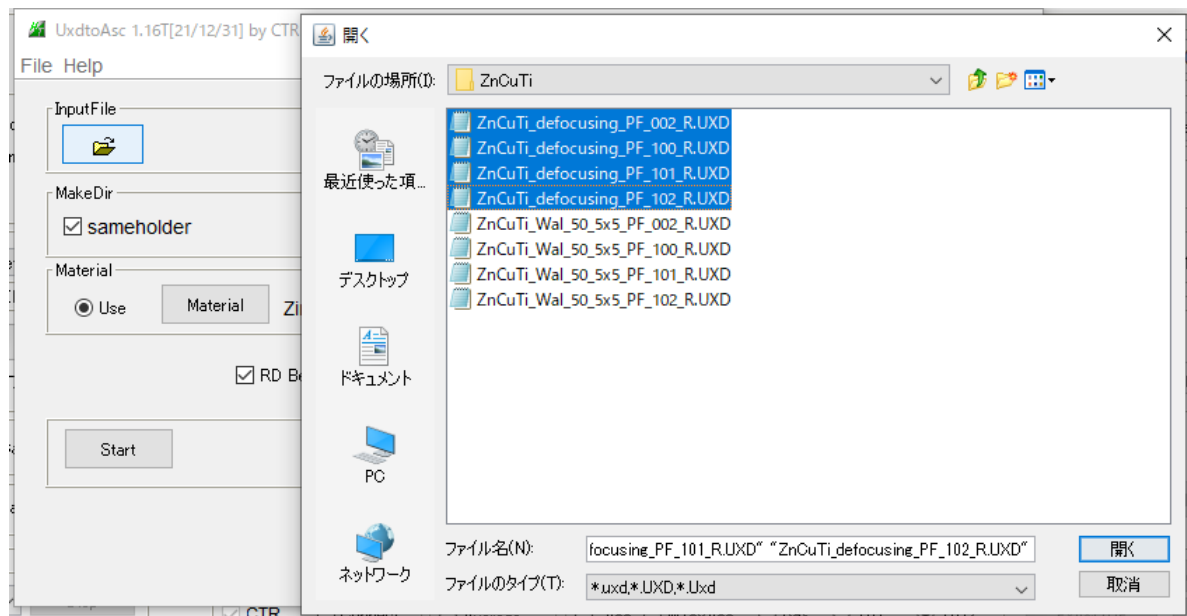 UxdtoAsc 1.16T[21/12/31] by CTR
File Help
InputFile
MakeDir
sameholder
Material
Use
Material
RD
Start
CTR
開く
ファイルの場所(I):
ZnCuTi
最近使った項...
デスクトップ
ドキュメント
PC
ネットワーク
ZnCuTi_defocusing_PF_002_R.UXD
ZnCuTi_defocusing_PF_100_R.UXD
ZnCuTi_defocusing_PF_101_R.UXD
ZnCuTi_defocusing_PF_102_R.UXD
ZnCuTi_Wal_50_5x5_PF_002_R.UXD
ZnCuTi_Wal_50_5x5_PF_100_R.UXD
ZnCuTi_Wal_50_5x5_PF_101_R.UXD
ZnCuTi_Wal_50_5x5_PF_102_R.UXD
ファイル名(N):
focusing_PF_101_R.UXD" "ZnCuTi_defocusing_PF_102_R.UXD"
開く
ファイルのタイプ(T):
*.uxd,*.UXD,*.Uxd
取消